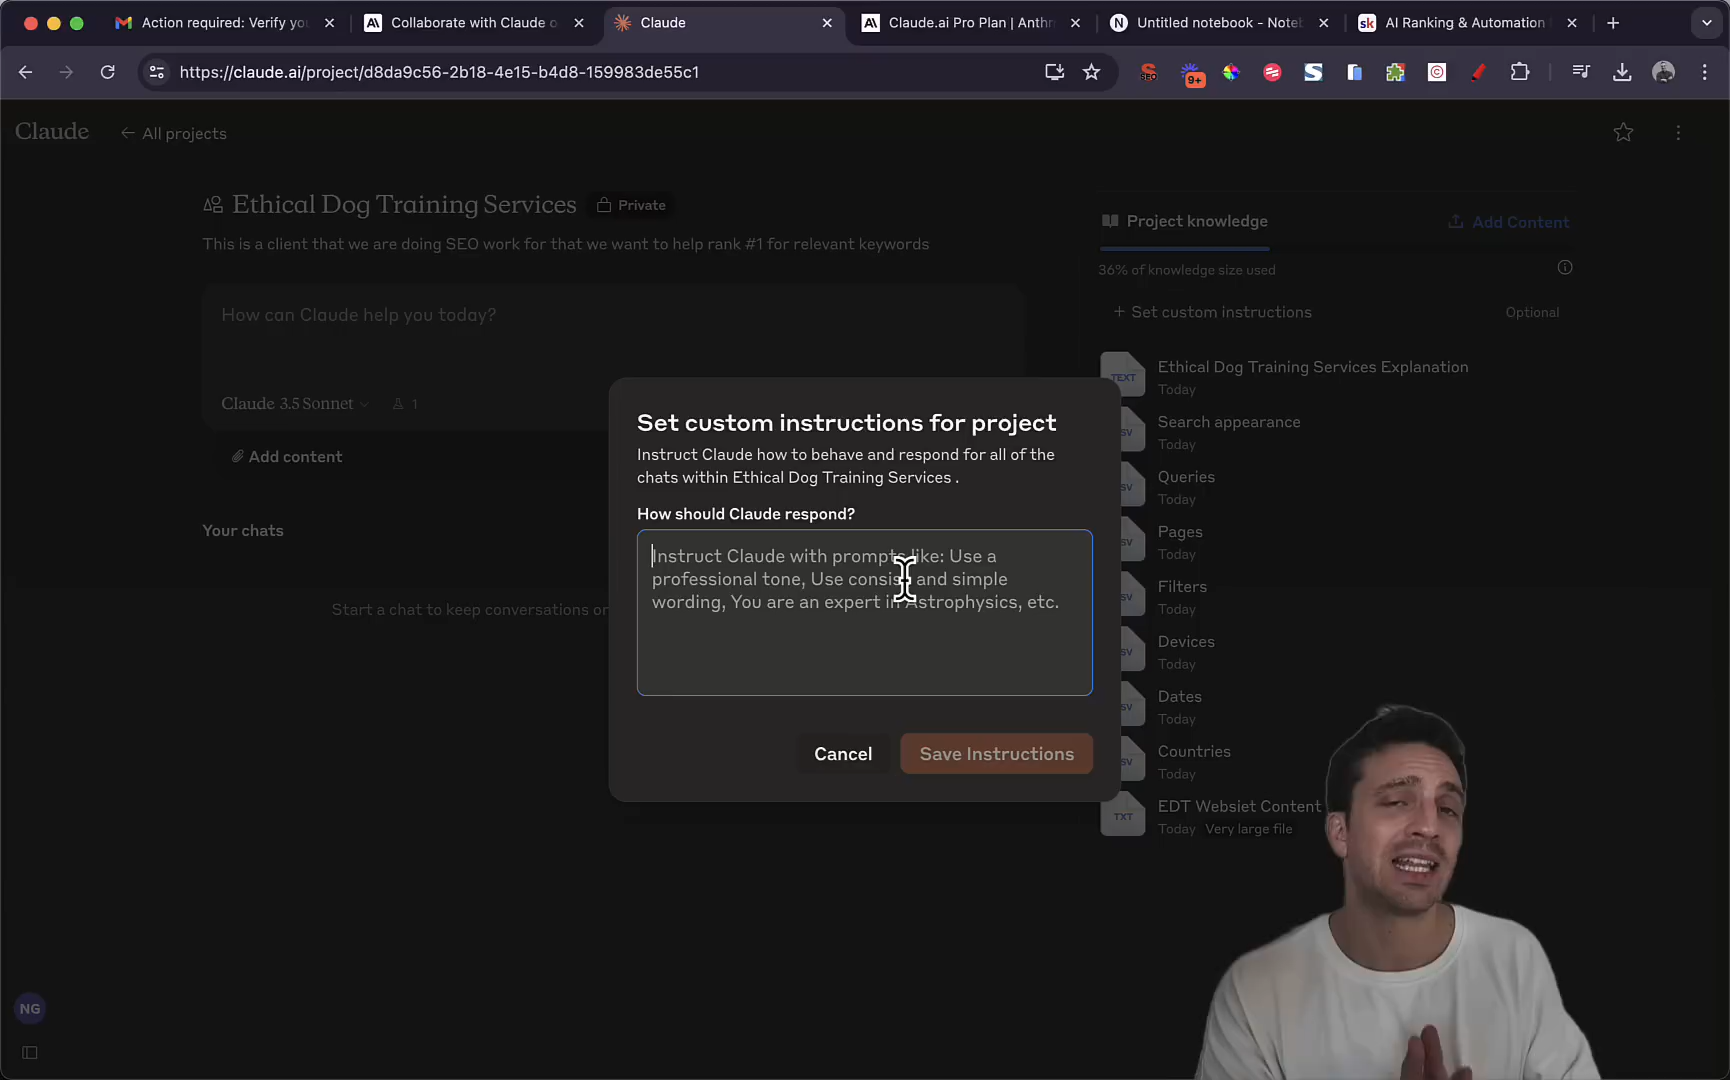 Action required: Verify yo
Collaborate with Claude o
Claude
Claude.ai Pro Plan | Anth
Untitled notebook - Note
AI Ranking & Automation
https://claude.ai/project/d8da9c56-2b18-4e15-b4d8-159983de55c1
SEO
9+
Claude
All projects
Ethical Dog Training Services
Private
This is a client that we are doing SEO work for that we want to help rank #1 for relevant keywords
How can Claude help you today?
Claude 3.5 Sonnet
1
Add content
Your chats
Start a chat to keep conversations or
Project knowledge
Add Content
36% of knowledge size used
Set custom instructions
Optional
TEXT
Ethical Dog Training Services Explanation
Today
Search appearance
Today
Queries
Today
Pages
Today
Filters
Today
Devices
Today
Dates
Today
Countries
Today
TXT
EDT Websiet Content
Today Very large file
Set custom instructions for project
Instruct Claude how to behave and respond for all of the
chats within Ethical Dog Training Services .
How should Claude respond?
Instruct Claude with prompts like: Use a
professional tone, Use consise and simple
wording, You are an expert in Astrophysics, etc.
Cancel
Save Instructions
NG